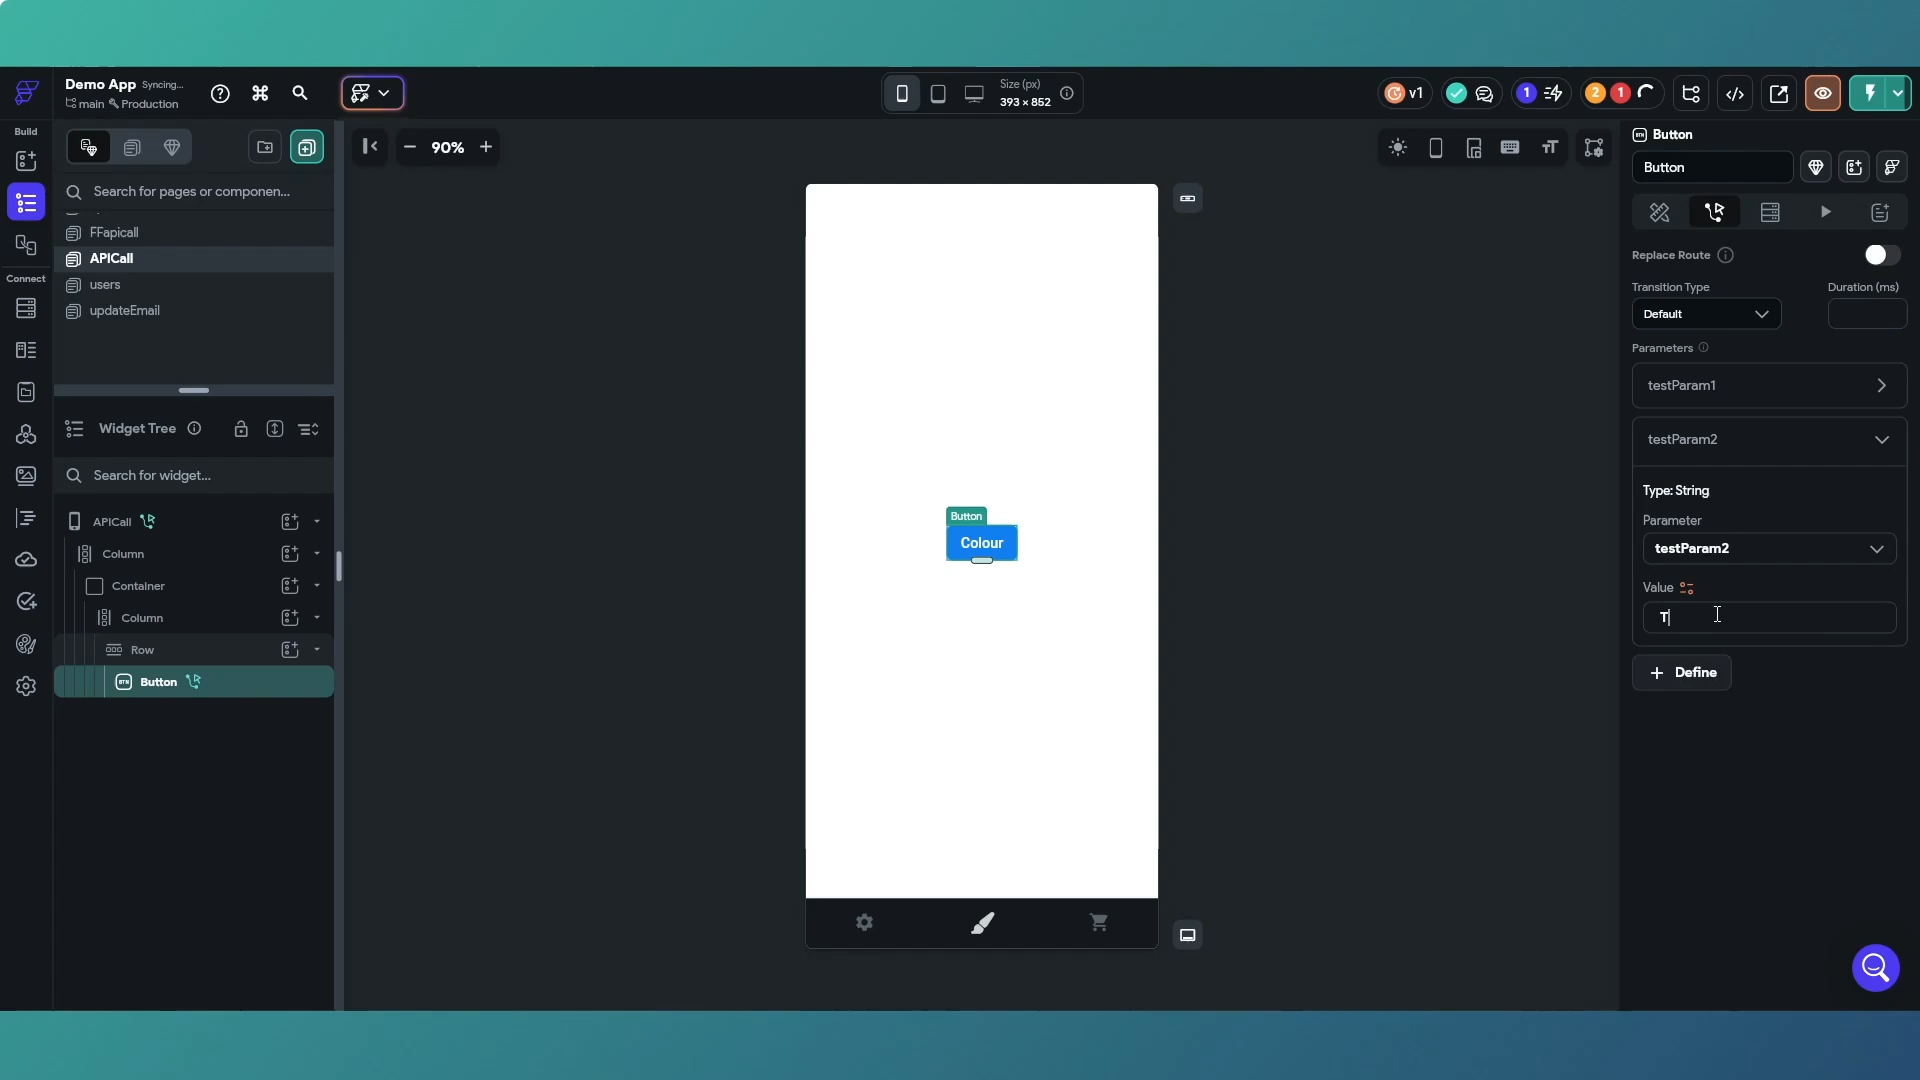 Demo App Syncing...
main Production
Size (px)
393 × 852
v1
1
2
1
Build
Connect
Search for pages or componen...
FFapicall
APICall
users
updateEmail
Widget Tree
Search for widget...
APICall
Column
Container
Column
Row
BTN Button
90%
Button
Colour
BTN Button
Button
Replace Route
Transition Type
Duration (ms)
Default
Parameters
testParam1
testParam2
Type: String
Parameter
testParam2
Value
T
+ Define